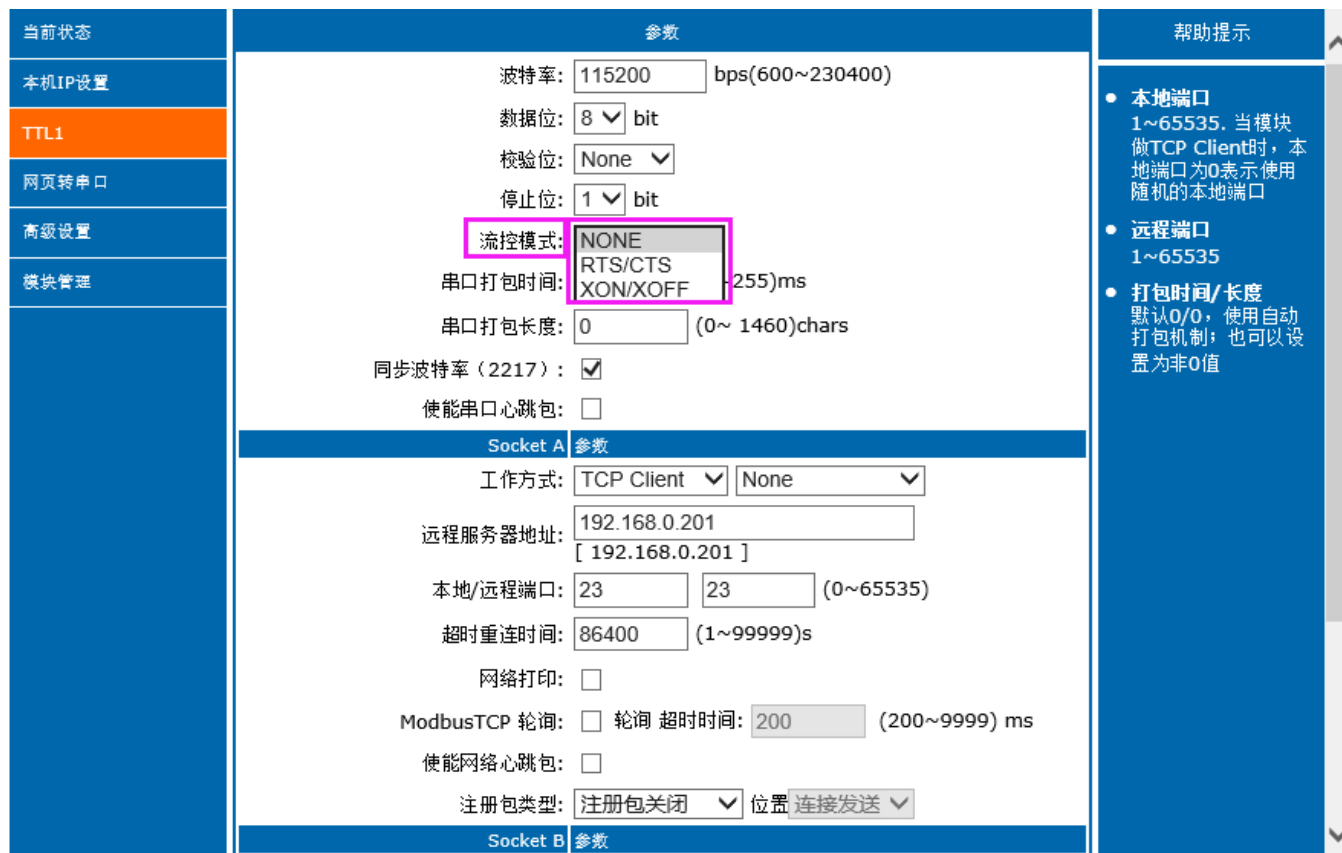 当前状态
本机IP设置
TTL1
网页转串口
高级设置
模块管理
参数
波特率: 115200 bps(600~230400)
数据位: 8 bit
校验位: None
停止位: 1 bit
流控模式: NONE
RTS/CTS
XON/XOFF
串口打包时间: 255)ms
串口打包长度: 0 (0~ 1460)chars
同步波特率（2217）:
使能串口心跳包:
Socket A 参数
工作方式: TCP Client None
远程服务器地址: 192.168.0.201
[ 192.168.0.201 ]
本地/远程端口: 23 23 (0~65535)
超时重连时间: 86400 (1~99999)s
网络打印:
ModbusTCP 轮询: 轮询 超时时间: 200 (200~9999) ms
使能网络心跳包:
注册包类型: 注册包关闭 位置 连接发送
Socket B 参数
帮助提示
本地端口
1~65535. 当模块
做TCP Client时，本
地端口为0表示使用
随机的本地端口
远程端口
1~65535
打包时间/长度
默认0/0，使用自动
打包机制；也可以设
置为非0值